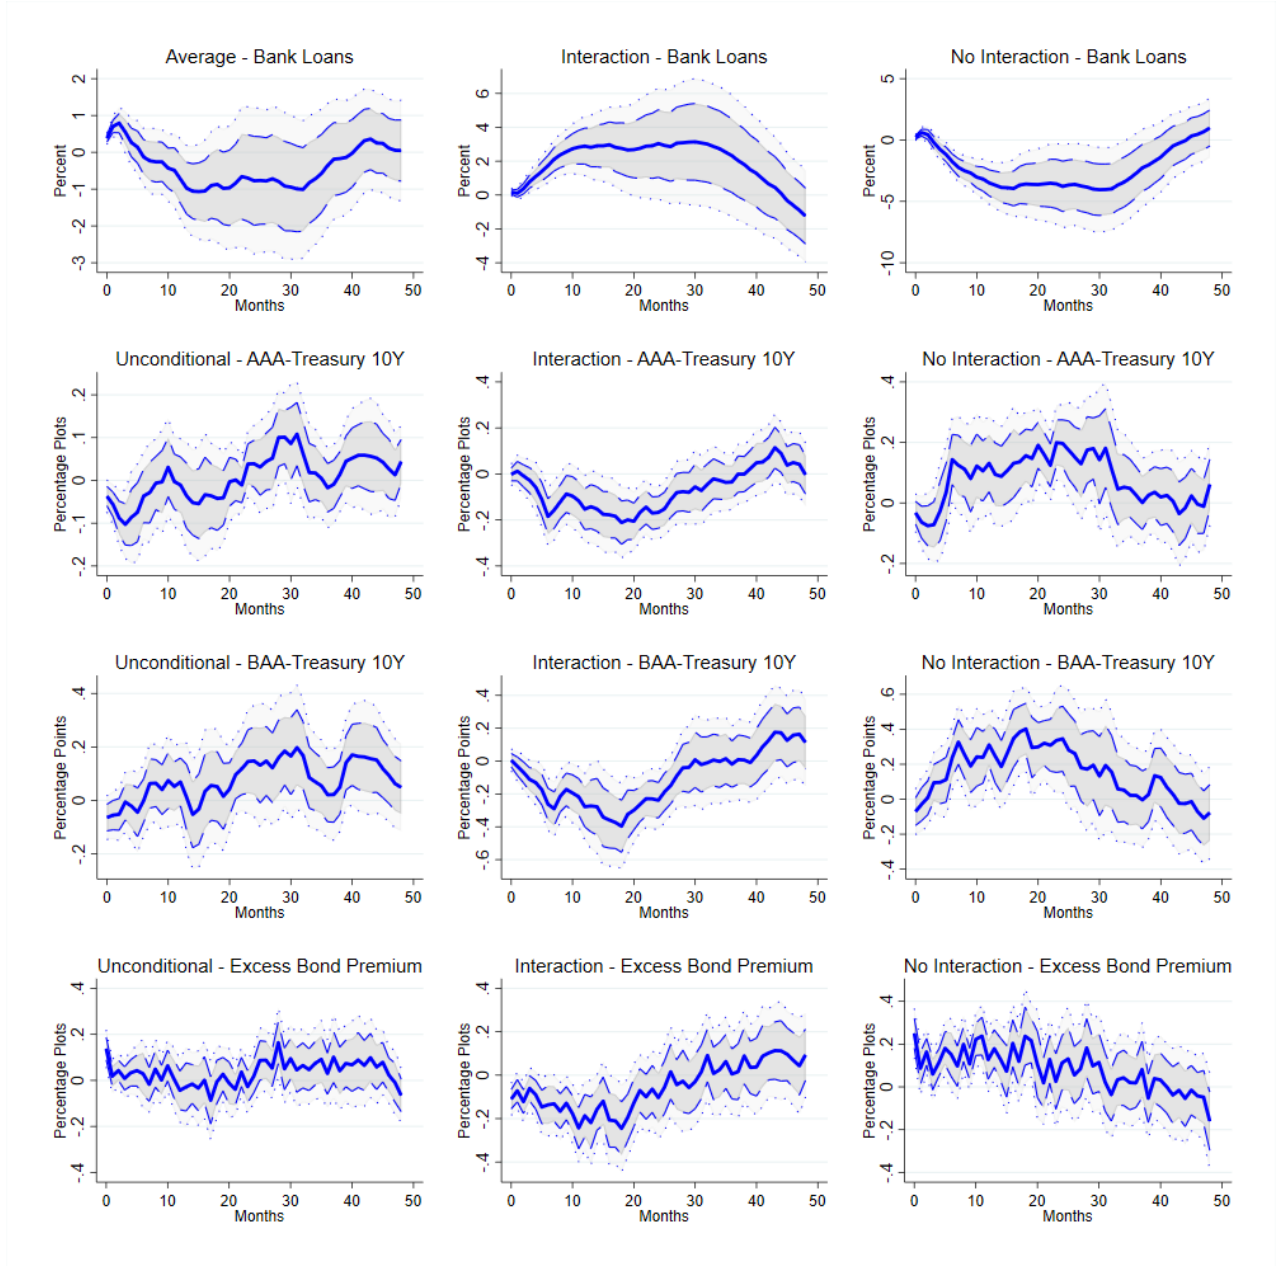 Average - Bank Loans
Interaction - Bank Loans
No Interaction - Bank Loans
Percent
2
1
0
-1
-2
-3
Percent
6
4
2
0
-2
-4
Percent
5
0
-5
-10
0 10 20 30 40 50
0 10 20 30 40 50
0 10 20 30 40 50
Months
Months
Months
Unconditional - AAA-Treasury 10Y
Interaction - AAA-Treasury 10Y
No Interaction - AAA-Treasury 10Y
Percentage Plots
.2
.1
0
-.1
-.2
Percentage Plots
.4
.2
0
-.2
-.4
Percentage Plots
.4
.2
0
-.2
0 10 20 30 40 50
0 10 20 30 40 50
0 10 20 30 40 50
Months
Months
Months
Unconditional - BAA-Treasury 10Y
Interaction - BAA-Treasury 10Y
No Interaction - BAA-Treasury 10Y
Percentage Points
.4
.2
0
-.2
Percentage Points
.4
.2
0
-.2
-.4
-.6
Percentage Points
.6
.4
.2
0
-.2
-.4
0 10 20 30 40 50
0 10 20 30 40 50
0 10 20 30 40 50
Months
Months
Months
Unconditional - Excess Bond Premium
Interaction - Excess Bond Premium
No Interaction - Excess Bond Premium
Percentage Plots
.4
.2
0
-.2
-.4
Percentage Plots
.4
.2
0
-.2
-.4
Percentage Plots
.4
.2
0
-.2
-.4
0 10 20 30 40 50
0 10 20 30 40 50
0 10 20 30 40 50
Months
Months
Months